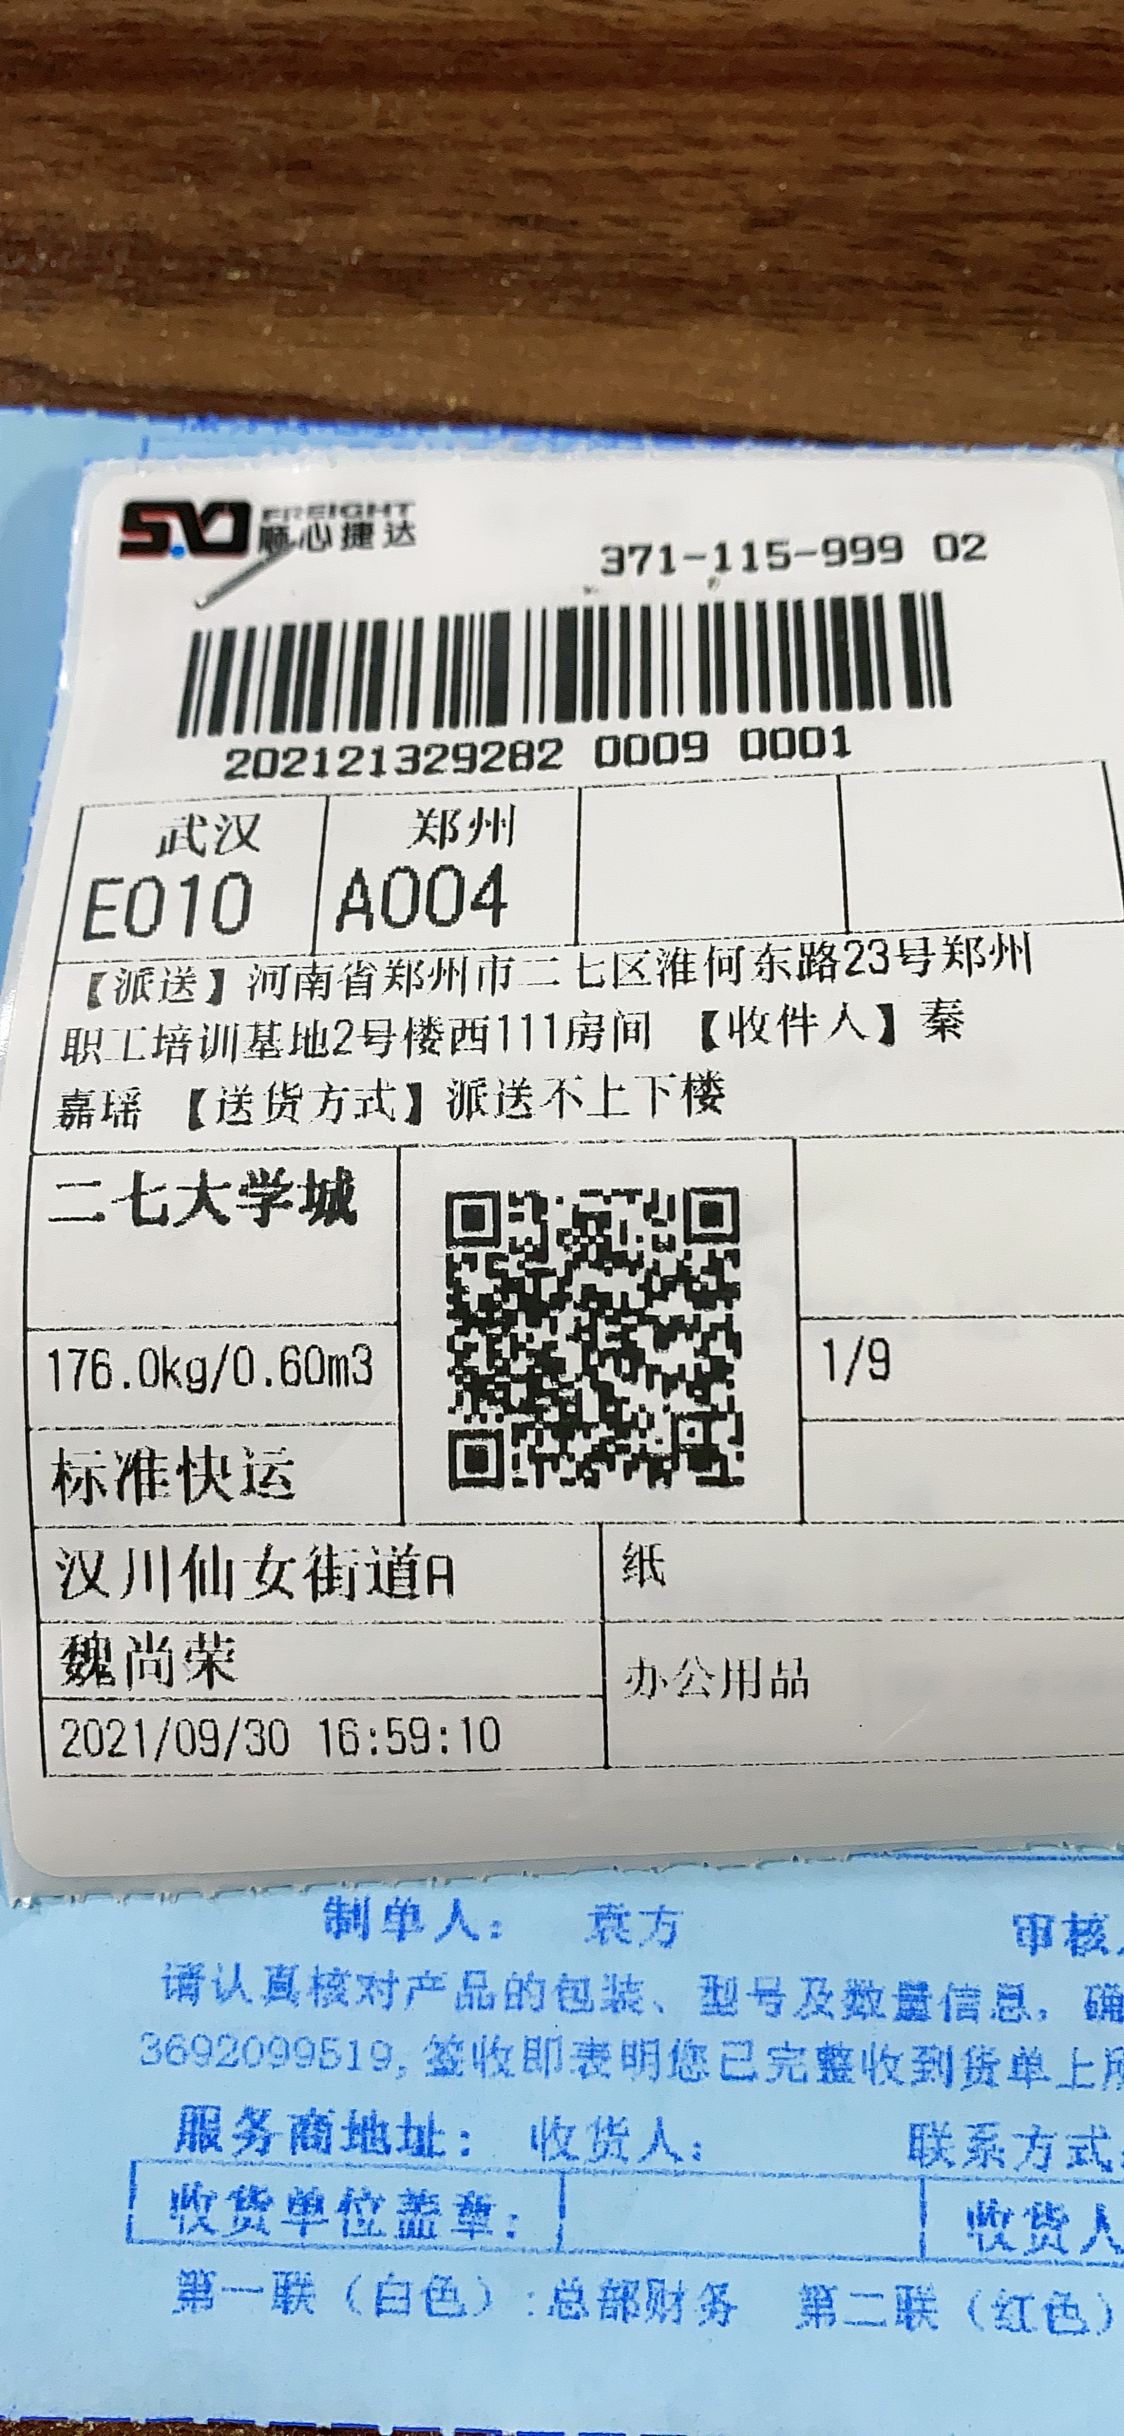 SXD FREIGHT
顺心捷达
371-115-999 02
202121329282 0009 0001
武汉 郑州
E010 A004
【派送】河南省郑州市二七区淮何东路23号郑州
职工培训基地2号楼西111房间 【收件人】秦
嘉瑶 【送货方式】派送不上下楼
二七大学城
176.0kg/0.60m3
1/9
标准快运
汉川仙女街道A
纸
魏尚荣
办公用品
2021/09/30 16:59:10
制单人： 袁方 审核
请认真核对产品的包装、型号及数量信息，确
3692099519,签收即表明您已完整收到货单上所
服务商地址： 收货人： 联系方式：
收货单位盖章： 收货人
第一联（白色）:总部财务 第二联（红色）